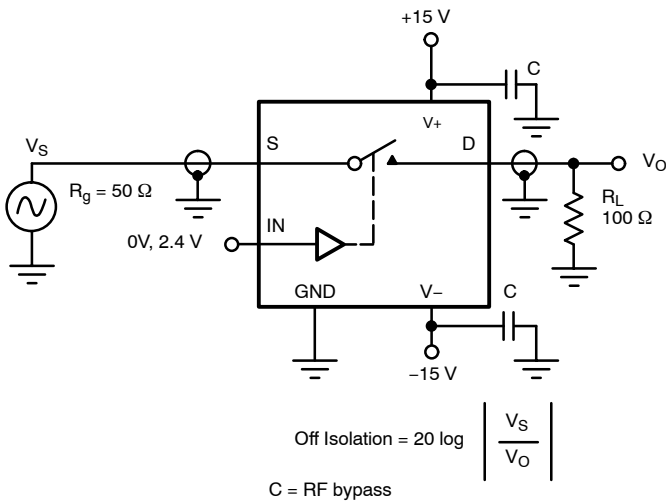 +15 V
C
V+
VS
S
D
VO
Rg = 50 Ω
RL
100 Ω
IN
0V, 2.4 V
GND
V−
C
−15 V
Off Isolation = 20 log | VS / VO |
C = RF bypass